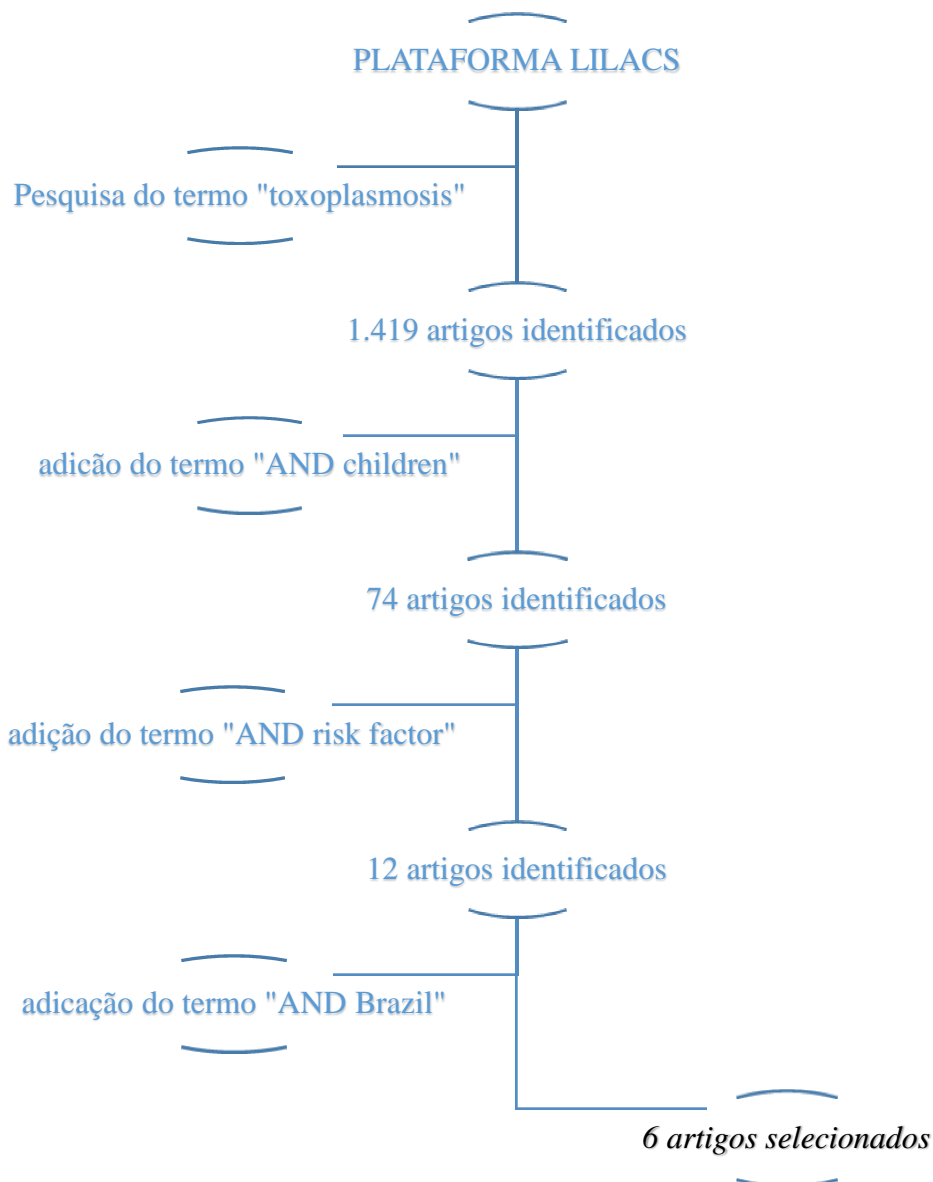 PLATAFORMA LILACS
Pesquisa do termo "toxoplasmosis"
1.419 artigos identificados
adicão do termo "AND children"
74 artigos identificados
adição do termo "AND risk factor"
12 artigos identificados
adicação do termo "AND Brazil"
6 artigos selecionados